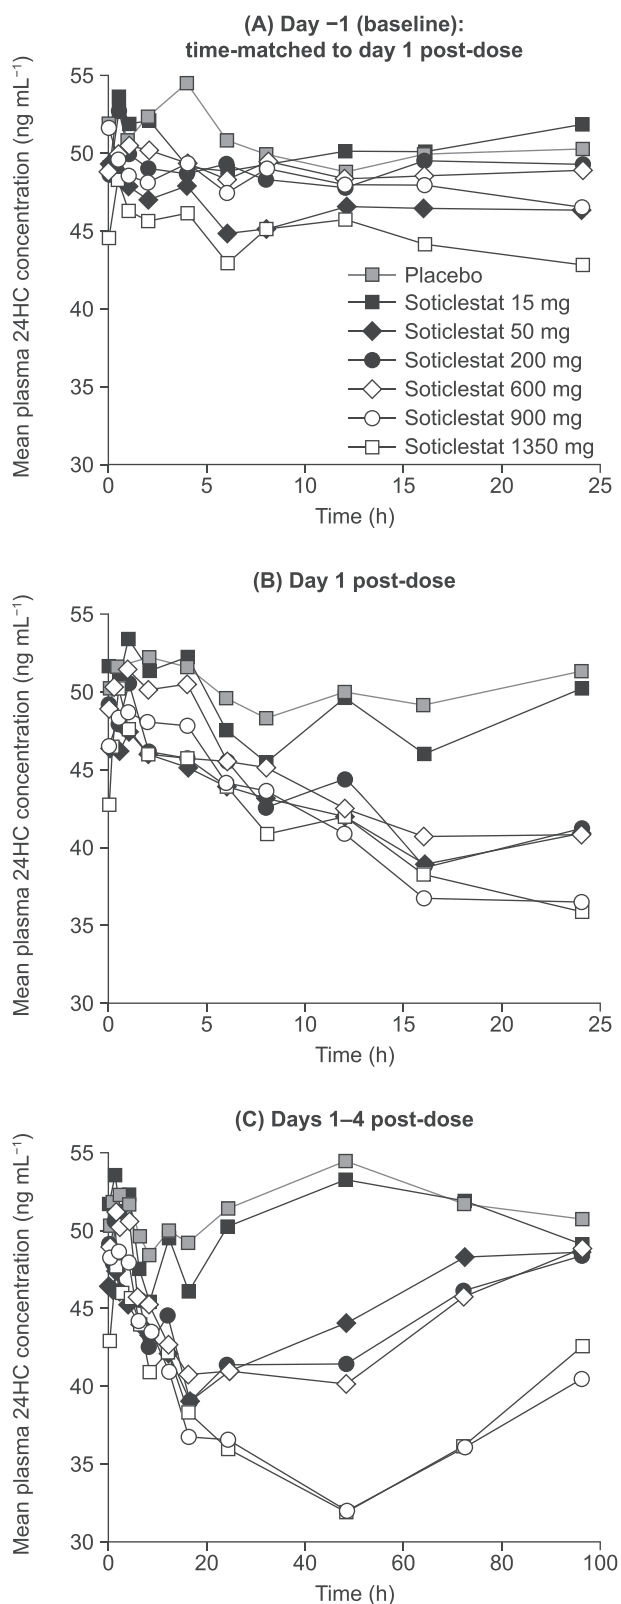 (A) Day −1 (baseline):
time-matched to day 1 post-dose
Mean plasma 24HC concentration (ng mL⁻¹)
55
50
45
40
35
30
Placebo
Soticlestat 15 mg
Soticlestat 50 mg
Soticlestat 200 mg
Soticlestat 600 mg
Soticlestat 900 mg
Soticlestat 1350 mg
0 5 10 15 20 25
Time (h)
(B) Day 1 post-dose
Mean plasma 24HC concentration (ng mL⁻¹)
55
50
45
40
35
30
0 5 10 15 20 25
Time (h)
(C) Days 1–4 post-dose
Mean plasma 24HC concentration (ng mL⁻¹)
55
50
45
40
35
30
0 20 40 60 80 100
Time (h)